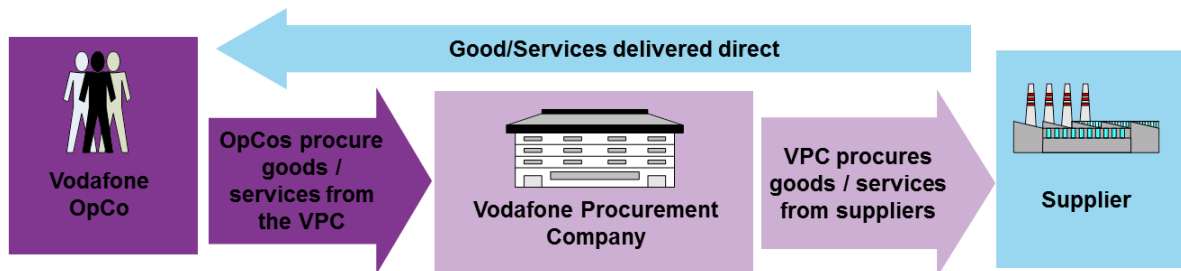 Good/Services delivered direct
Vodafone
OpCo
OpCos procure
goods /
services from
the VPC
Vodafone Procurement
Company
VPC procures
goods / services
from suppliers
Supplier